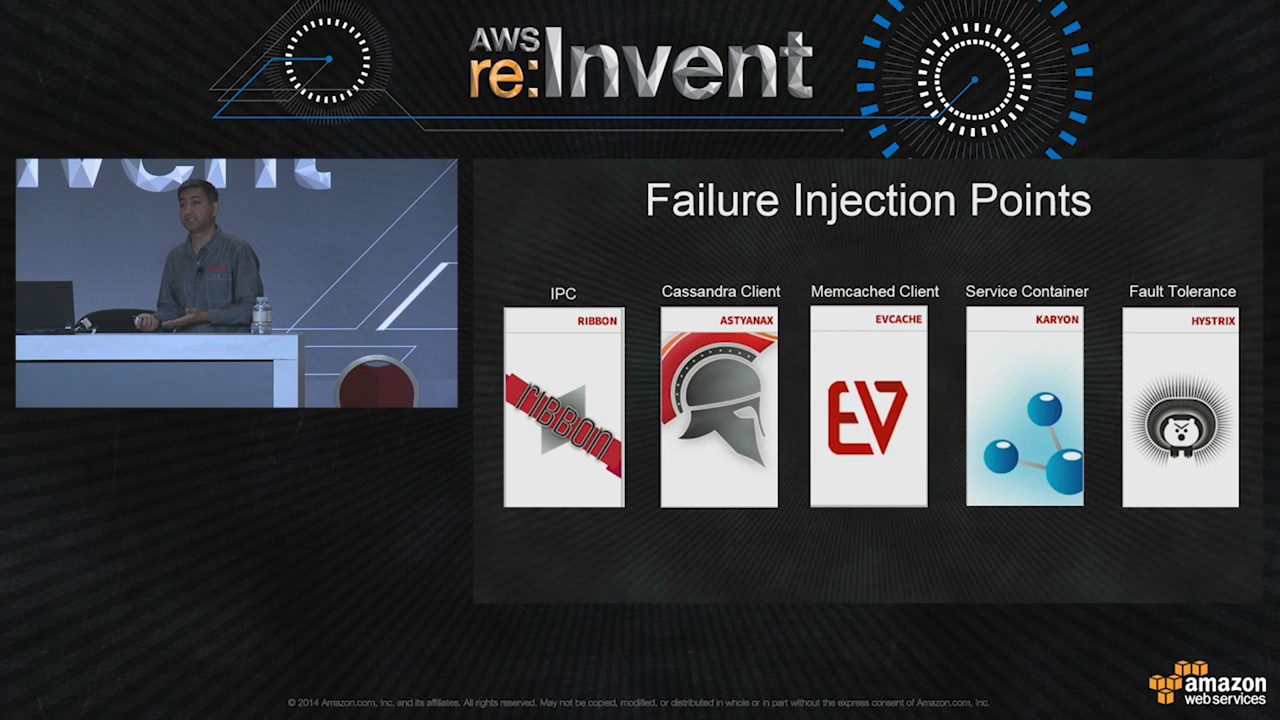 AWS
re:Invent
Failure Injection Points
IPC
Cassandra Client
Memcached Client
Service Container
Fault Tolerance
RIBBON
ASTYANAX
EVCACHE
KARYON
HYSTRIX
RIBBON
EV
© 2014 Amazon.com, Inc. and its affiliates. All rights reserved. May not be copied, modified, or distributed in whole or in part without the express consent of Amazon.com, Inc.
amazon
web services